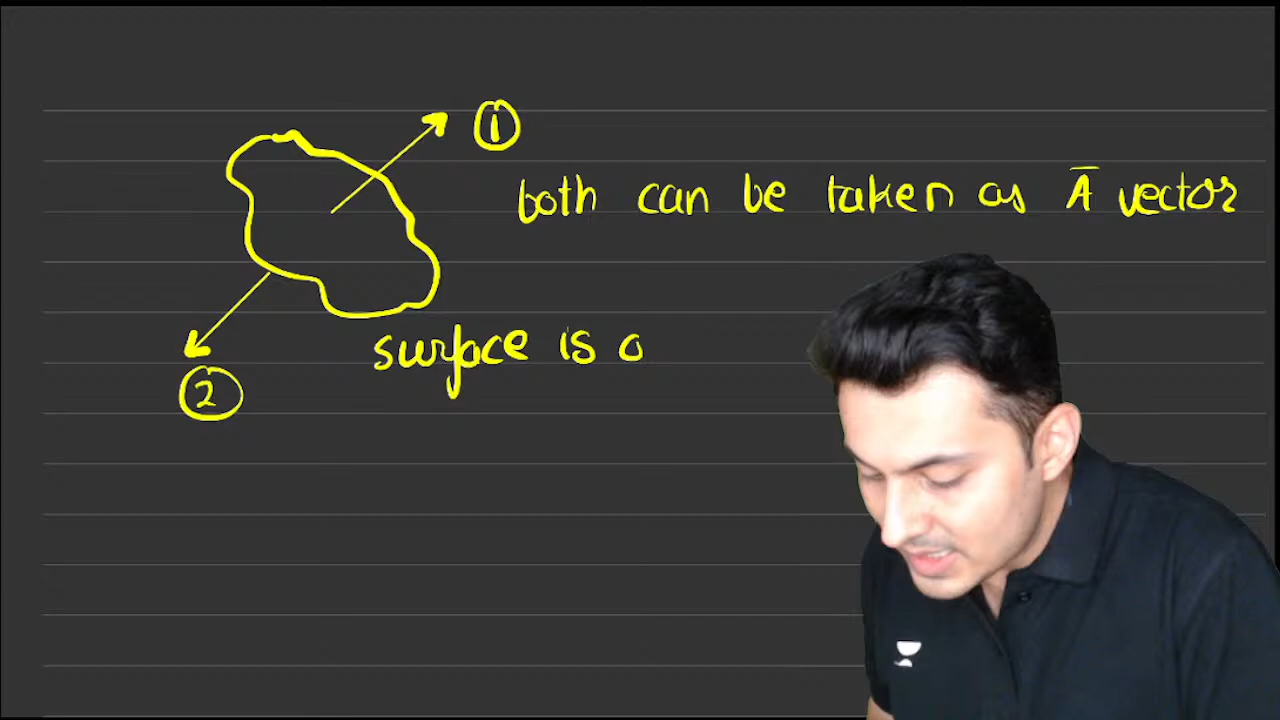 ①
both can be taken as A̅ vector
surface is o
②